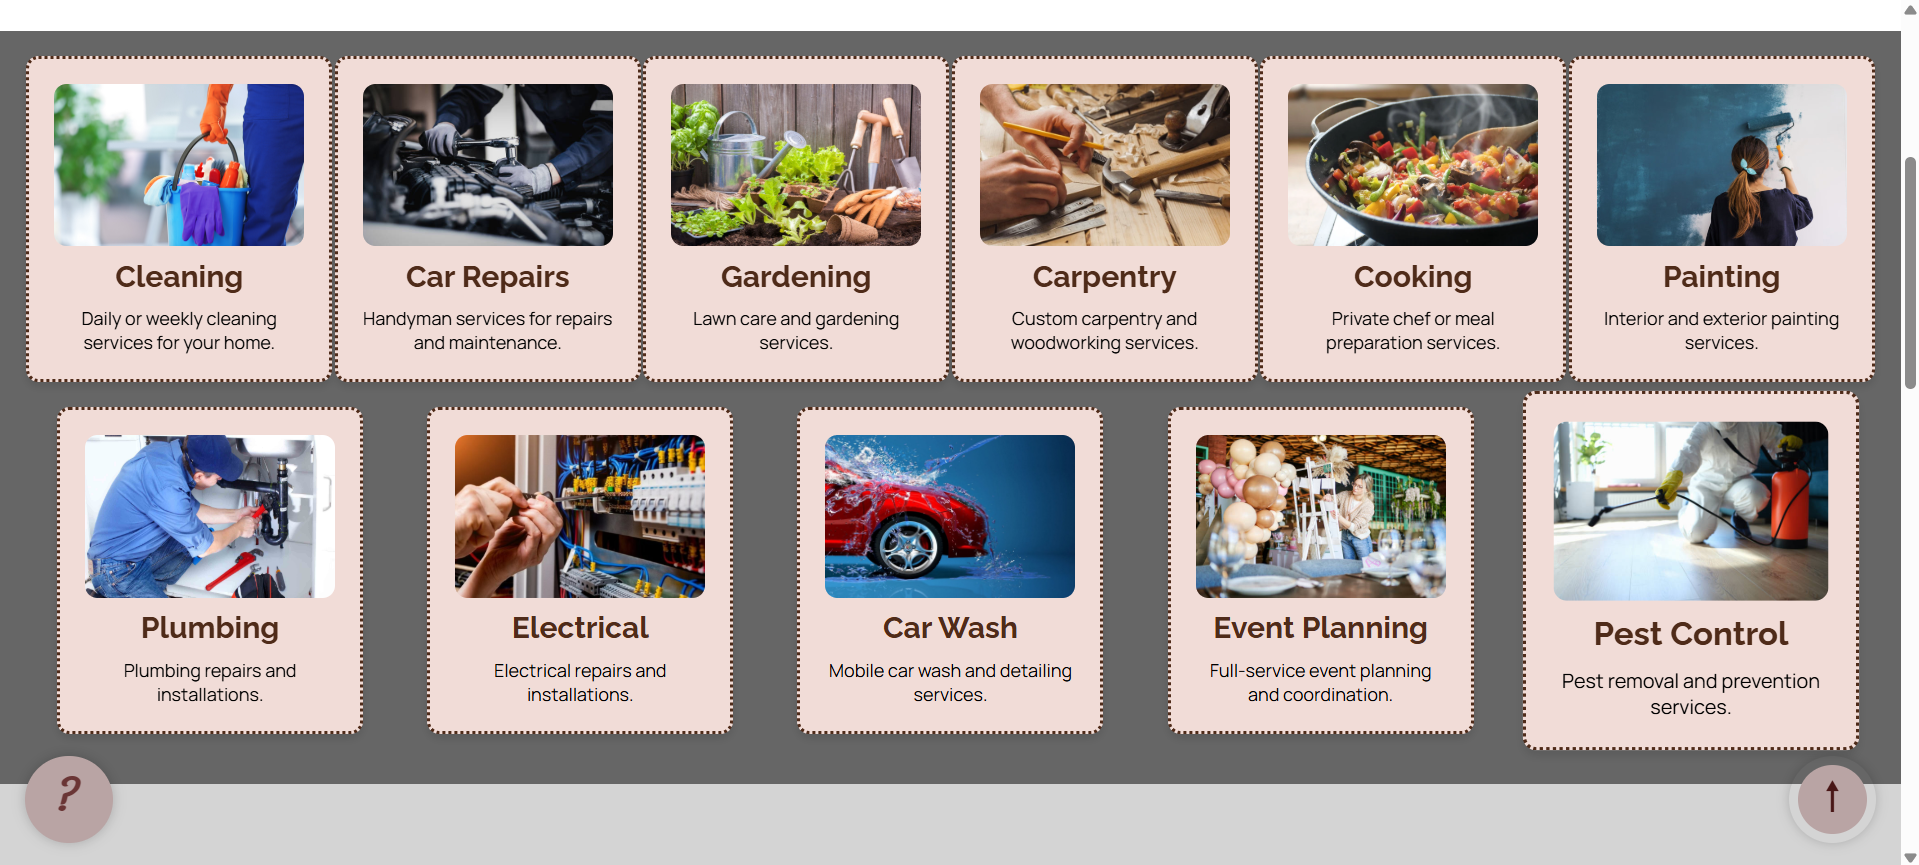 Cleaning
Daily or weekly cleaning
services for your home.
Car Repairs
Handyman services for repairs
and maintenance.
Gardening
Lawn care and gardening
services.
Carpentry
Custom carpentry and
woodworking services.
Cooking
Private chef or meal
preparation services.
Painting
Interior and exterior painting
services.
Plumbing
Plumbing repairs and
installations.
Electrical
Electrical repairs and
installations.
Car Wash
Mobile car wash and detailing
services.
Event Planning
Full-service event planning
and coordination.
Pest Control
Pest removal and prevention
services.
?